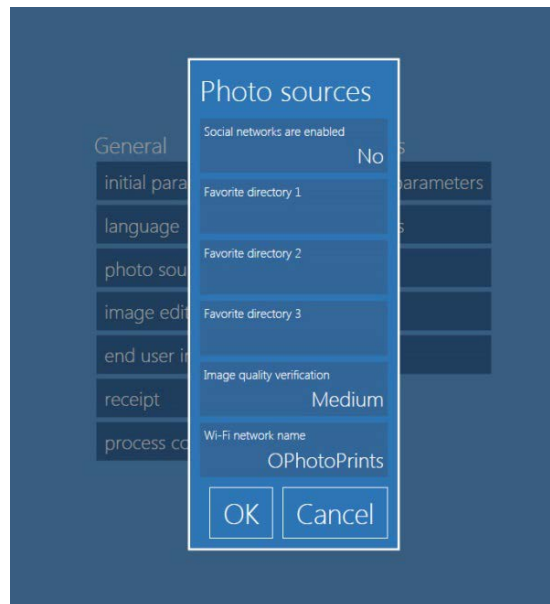 Photo sources
Social networks are enabled
No
Favorite directory 1
Favorite directory 2
Favorite directory 3
Image quality verification
Medium
Wi-Fi network name
OPhotoPrints
OK
Cancel
General
initial para
language
photo sou
image edit
end user i
receipt
process co
s
parameters
s